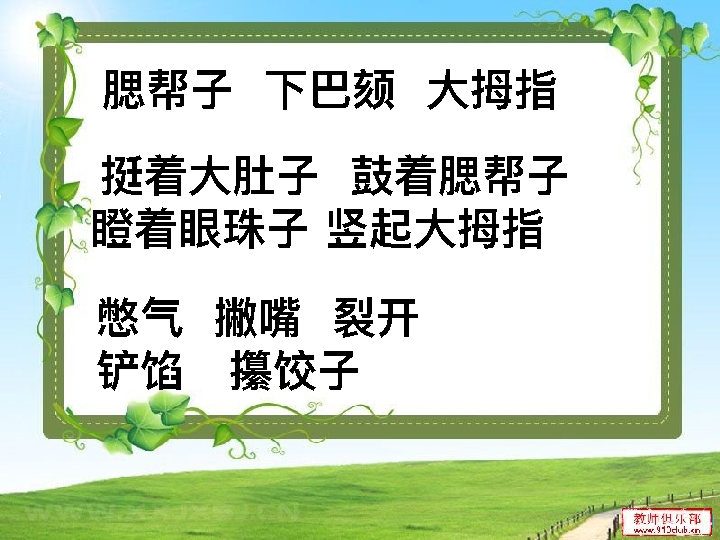 腮帮子 下巴颏 大拇指
挺着大肚子 鼓着腮帮子
瞪着眼珠子 竖起大拇指
憋气 撇嘴 裂开
铲馅 攥饺子
教师俱乐部
www.910club.cn